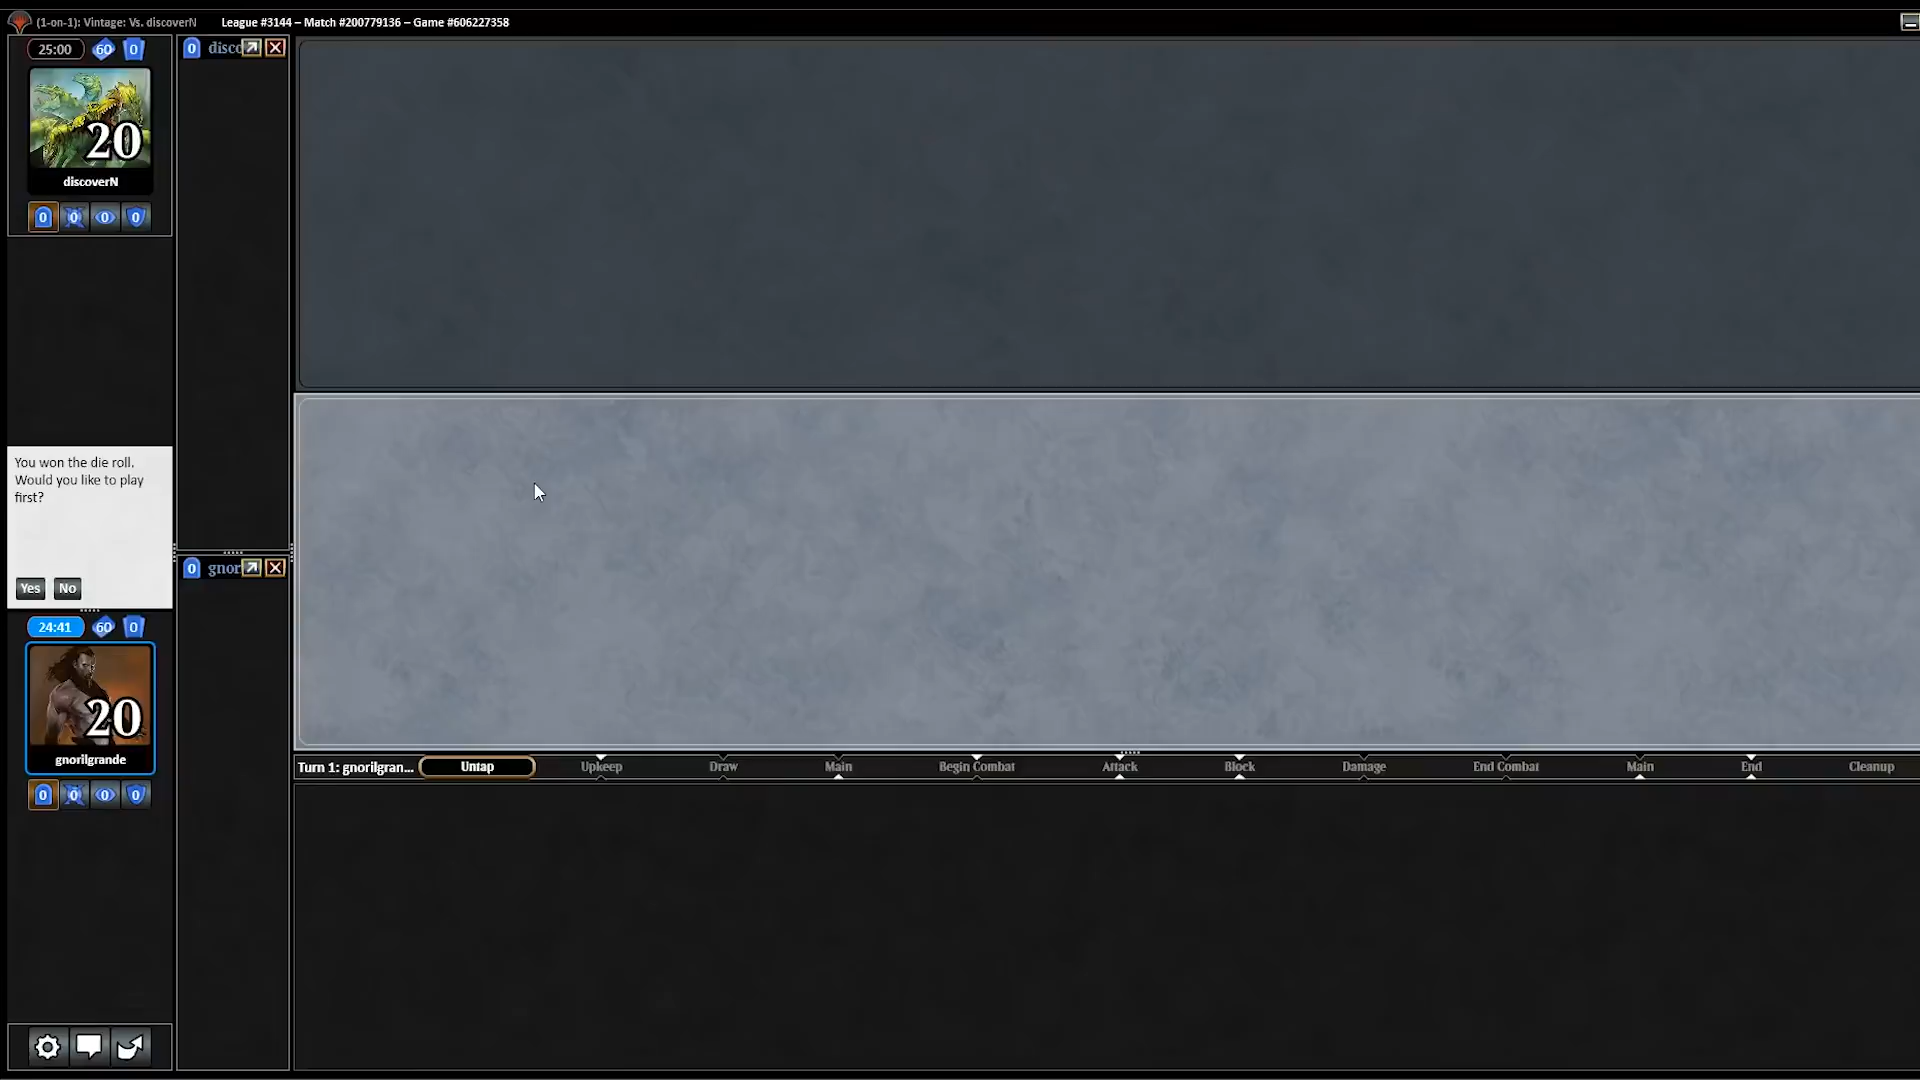 (1-on-1): Vintage: Vs. discoverN League #3144 – Match #200779136 – Game #606227358
25:00 60 0
20
discoverN
0 0 0 0
0 disco
You won the die roll.
Would you like to play
first?
Yes No
24:41 60 0
20
gnorilgrande
0 0 0 0
0 gnor
Turn 1: gnorilgran... Untap Upkeep Draw Main Begin Combat Attack Block Damage End Combat Main End Cleanup